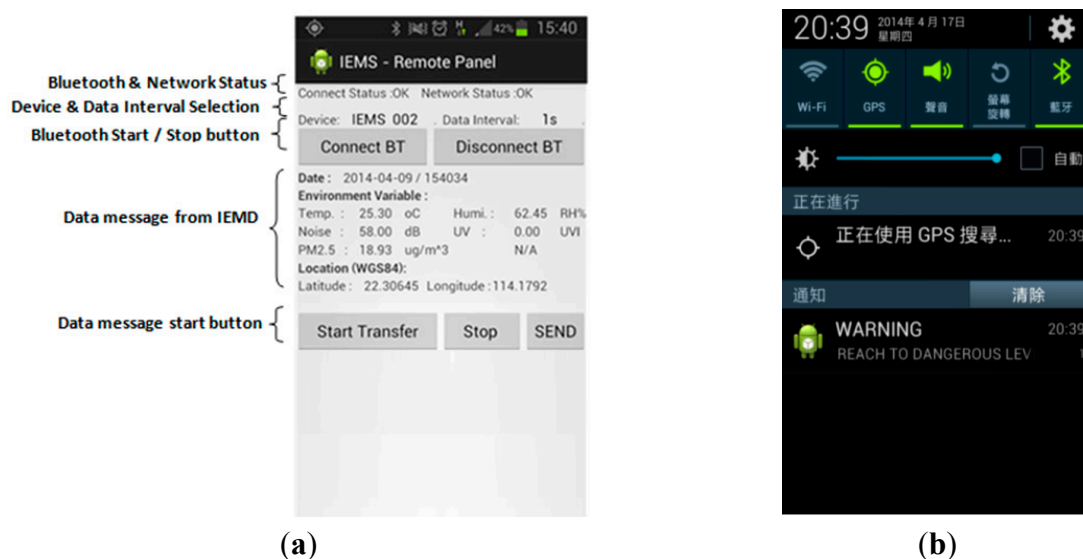 Bluetooth & Network Status
Device & Data Interval Selection
Bluetooth Start / Stop button
Data message from IEMD
Data message start button
42% 15:40
IEMS - Remote Panel
Connect Status :OK Network Status :OK
Device: IEMS 002 . Data Interval: 1s .
Connect BT Disconnect BT
Date : 2014-04-09 / 154034
Environment Variable :
Temp. : 25.30 oC Humi. : 62.45 RH%
Noise : 58.00 dB UV : 0.00 UVI
PM2.5 : 18.93 ug/m^3 N/A
Location (WGS84):
Latitude : 22.30645 Longitude :114.1792
Start Transfer Stop SEND
(a)
20:39 2014年 4 月 17日
星期四
Wi-Fi GPS 聲音 螢幕 藍牙
旋轉
自動
正在進行
正在使用 GPS 搜尋... 20:39
通知 清除
WARNING 20:39
REACH TO DANGEROUS LEV
(b)